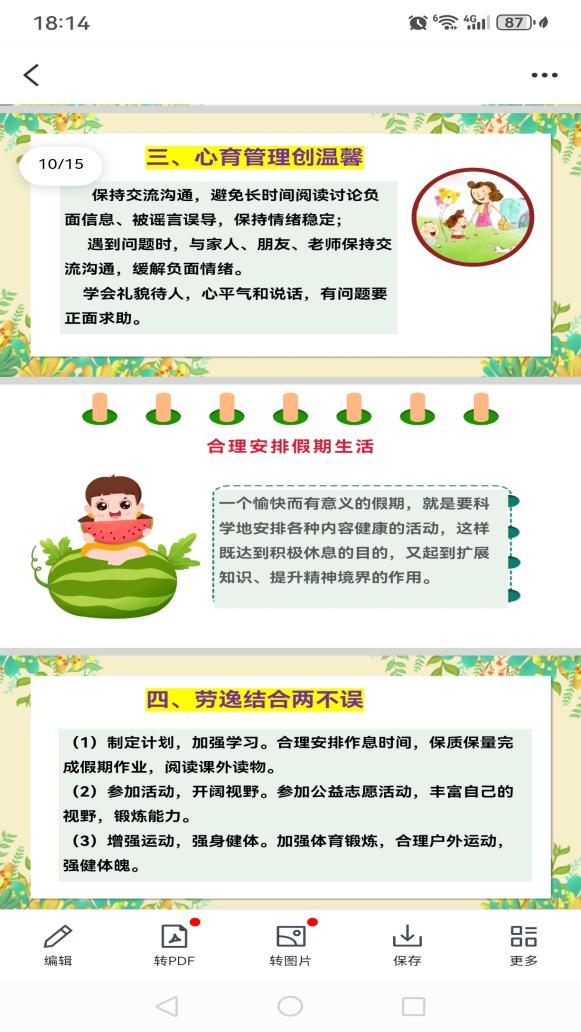 18:14
6 4G 87
10/15
三、心育管理创温馨
保持交流沟通，避免长时间阅读讨论负
面信息、被谣言误导，保持情绪稳定；
遇到问题时，与家人、朋友、老师保持交
流沟通，缓解负面情绪。
学会礼貌待人，心平气和说话，有问题要
正面求助。
合理安排假期生活
一个愉快而有意义的假期，就是要科
学地安排各种内容健康的活动，这样
既达到积极休息的目的，又起到扩展
知识、提升精神境界的作用。
四、劳逸结合两不误
（1）制定计划，加强学习。合理安排作息时间，保质保量完
成假期作业，阅读课外读物。
（2）参加活动，开阔视野。参加公益志愿活动，丰富自己的
视野，锻炼能力。
（3）增强运动，强身健体。加强体育锻炼，合理户外运动，
强健体魄。
编辑 转PDF 转图片 保存 更多